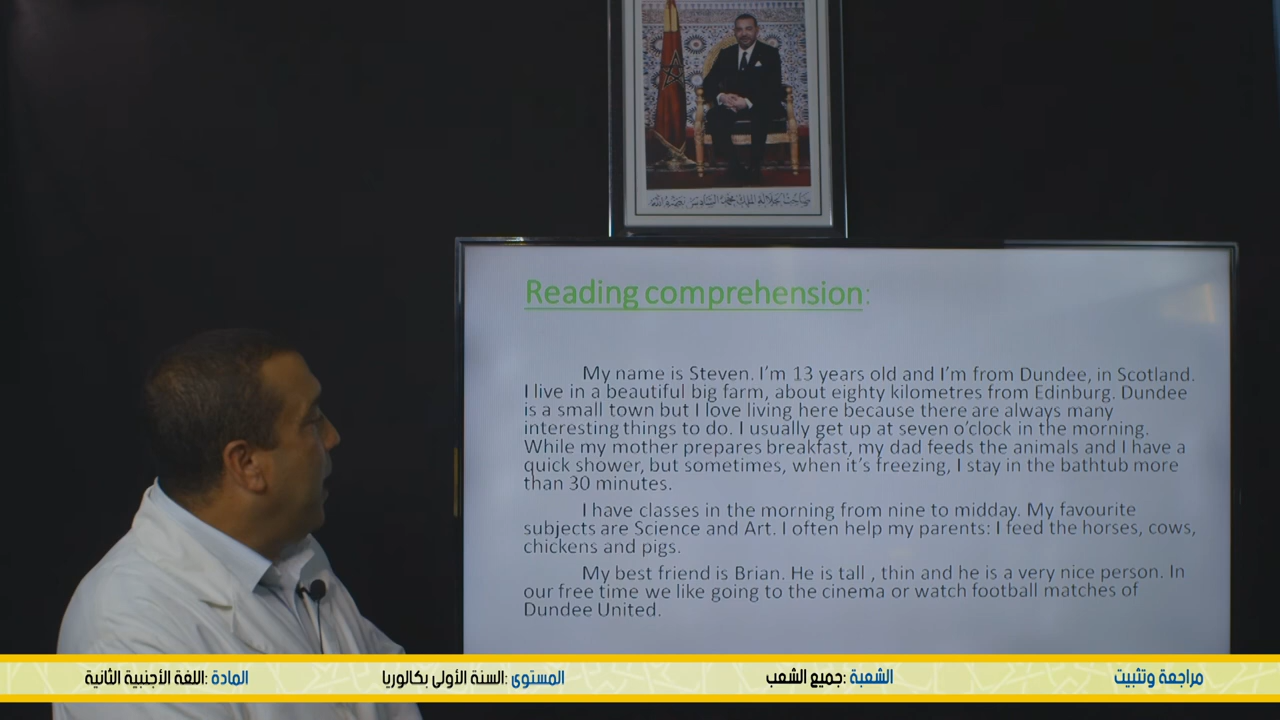 صاحب الجلالة الملك محمد السادس نصره الله
Reading comprehension:
My name is Steven. I'm 13 years old and I'm from Dundee, in Scotland.
I live in a beautiful big farm, about eighty kilometres from Edinburg. Dundee
is a small town but I love living here because there are always many
interesting things to do. I usually get up at seven o'clock in the morning.
While my mother prepares breakfast, my dad feeds the animals and I have a
quick shower, but sometimes, when it's freezing, I stay in the bathtub more
than 30 minutes.
I have classes in the morning from nine to midday. My favourite
subjects are Science and Art. I often help my parents: I feed the horses, cows,
chickens and pigs.
My best friend is Brian. He is tall , thin and he is a very nice person. In
our free time we like going to the cinema or watch football matches of
Dundee United.
مراجعة وتثبيت
الشعبة :جميع الشعب
المستوى :السنة الأولى بكالوريا
المادة :اللغة الأجنبية الثانية